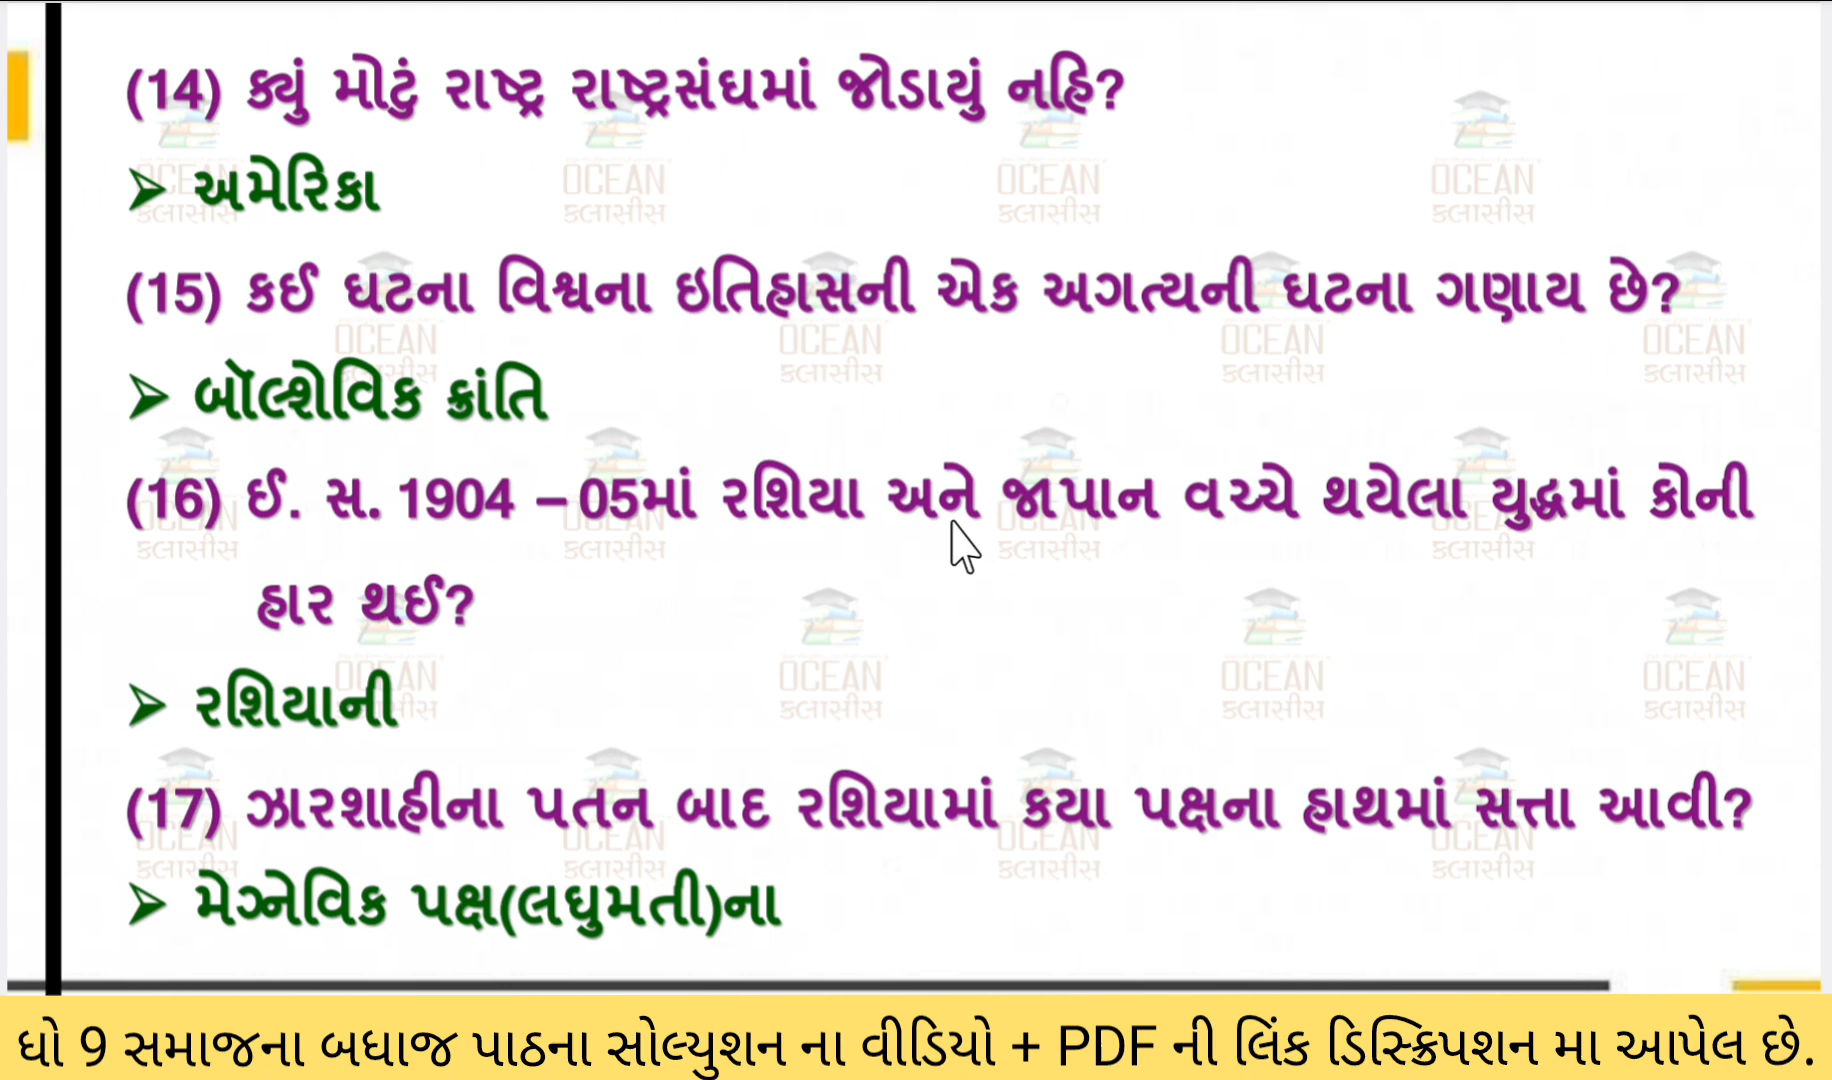 (14) ક્યું મોટું રાષ્ટ્ર રાષ્ટ્રસંઘમાં જોડાયું નહિ?
➢ અમેરિકા
(15) કઈ ઘટના વિશ્વના ઇતિહાસની એક અગત્યની ઘટના ગણાય છે?
➢ બૉલ્શેવિક ક્રાંતિ
(16) ઈ. સ. 1904 – 05માં રશિયા અને જાપાન વચ્ચે થયેલા યુદ્ધમાં કોની
હાર થઈ?
➢ રશિયાની
(17) ઝારશાહીના પતન બાદ રશિયામાં કયા પક્ષના હાથમાં સત્તા આવી?
➢ મેઝ્નેવિક પક્ષ(લઘુમતી)ના
ધો 9 સમાજના બધાજ પાઠના સોલ્યુશન ના વીડિયો + PDF ની લિંક ડિસ્ક્રિપશન મા આપેલ છે.
OCEAN
ક્લાસીસ